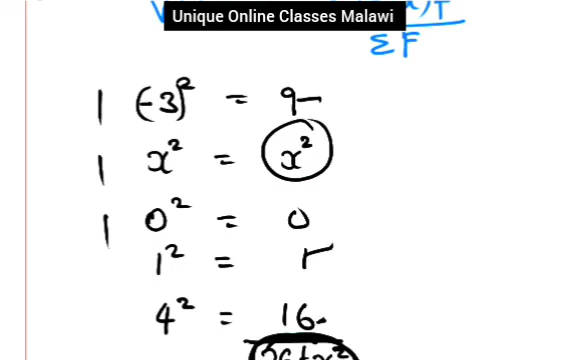 Unique Online Classes Malawi
ΣF
1 (-3)² = 9
1 x² = x²
1 0² = 0
1² = 1
4² = 16